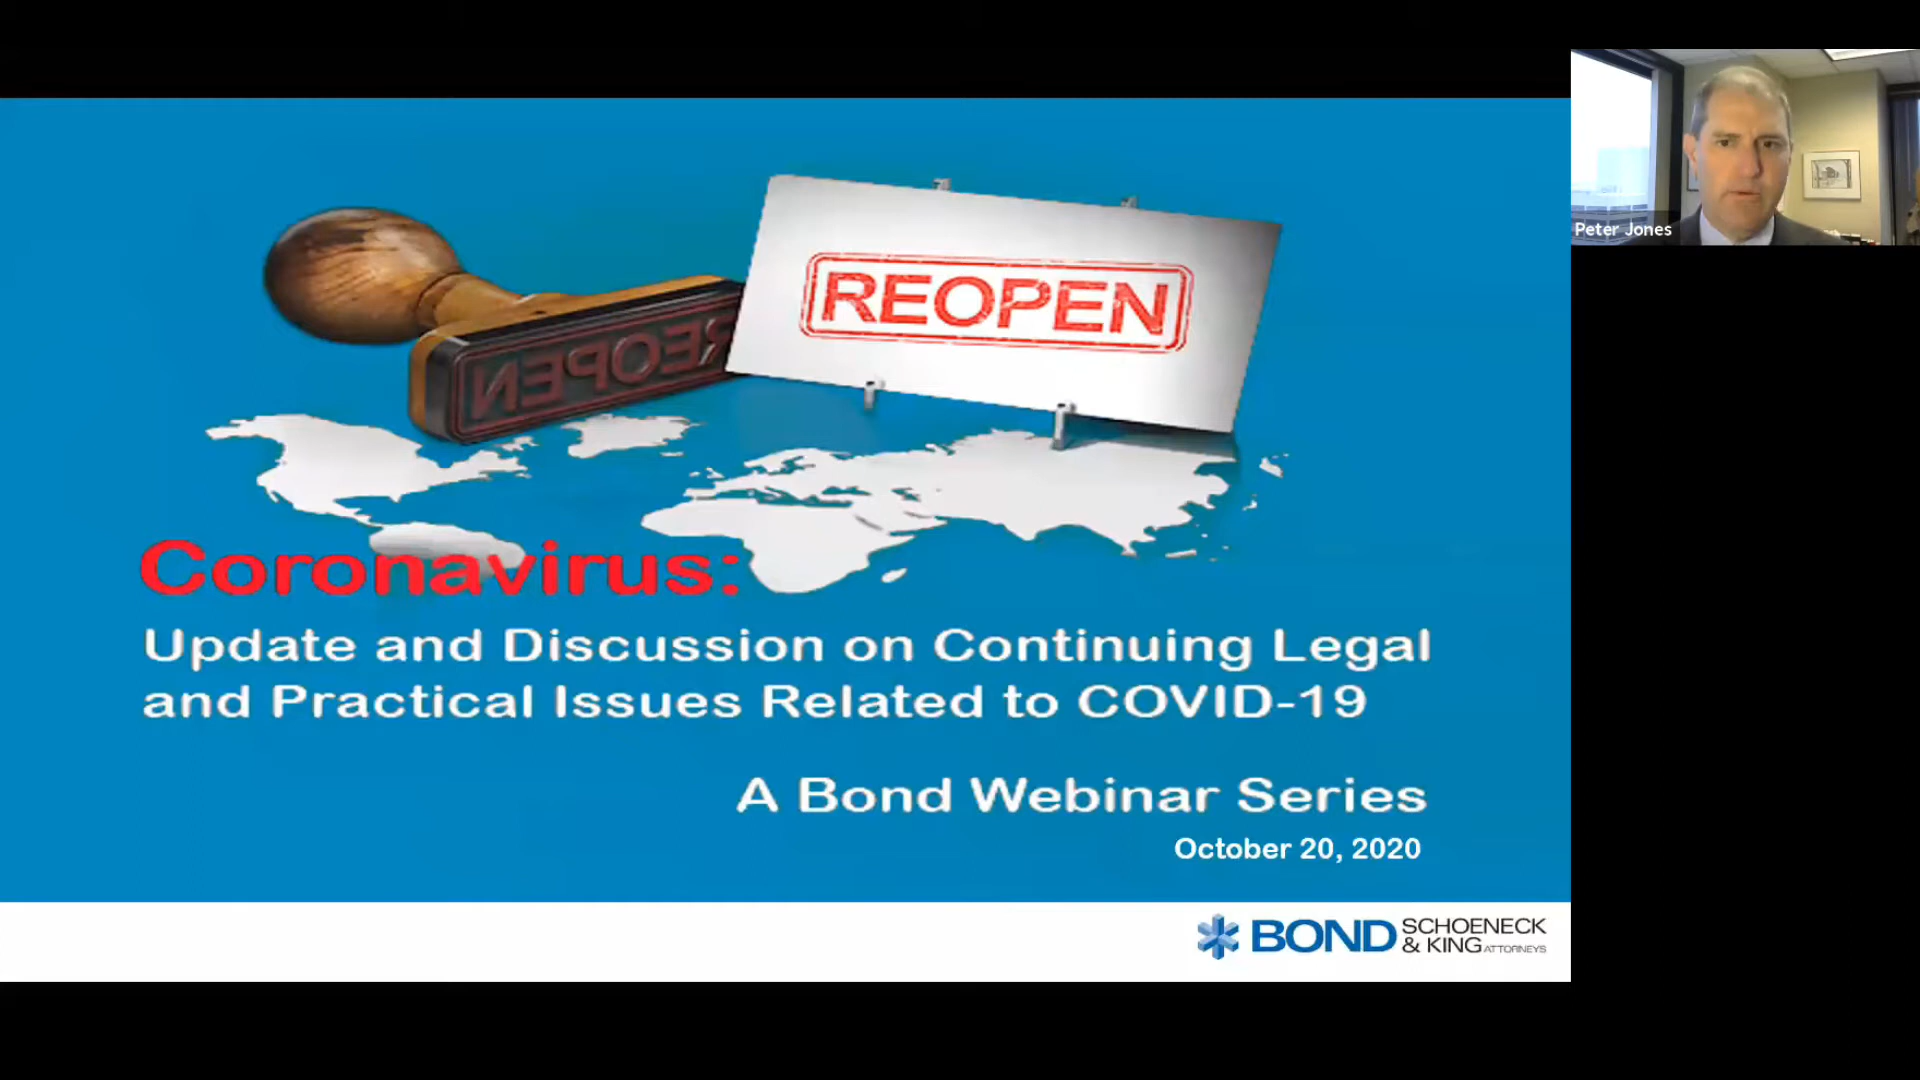 REOPEN
REOPEN
Coronavirus:
Update and Discussion on Continuing Legal
and Practical Issues Related to COVID-19
A Bond Webinar Series
October 20, 2020
BOND SCHOENECK
& KING ATTORNEYS
Peter Jones